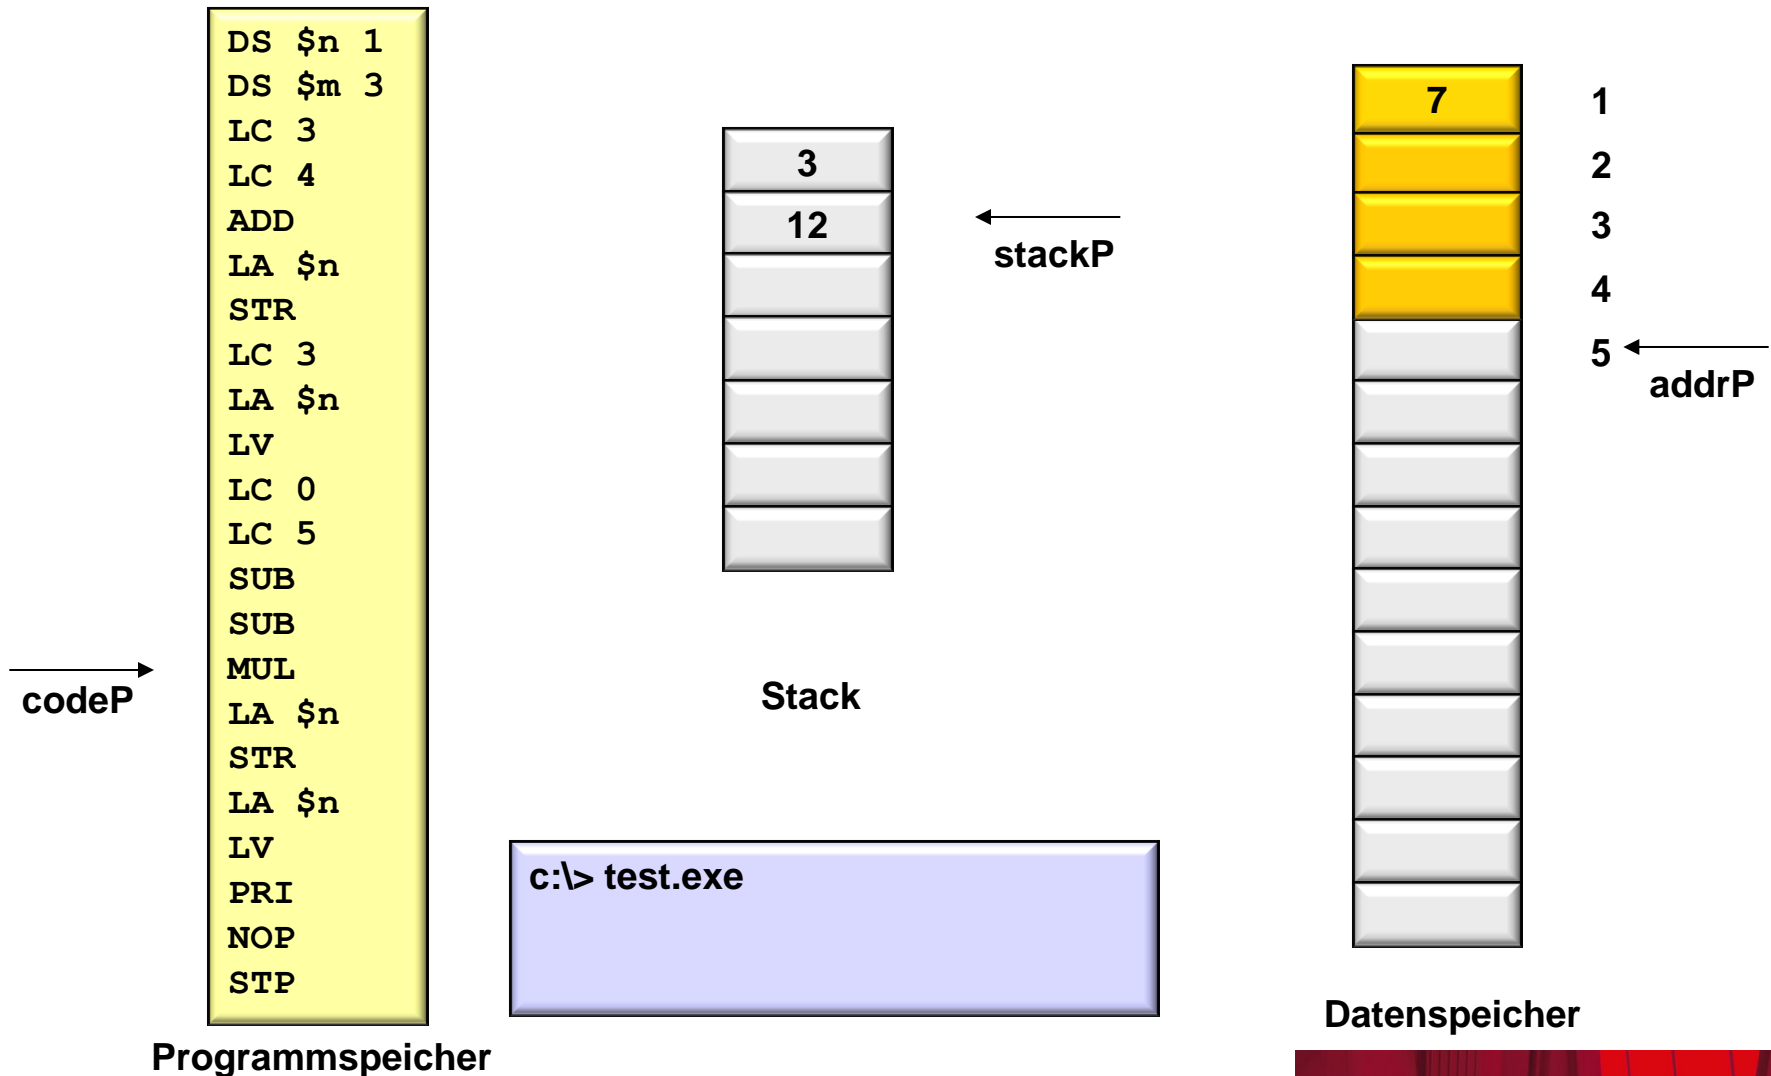 DS $n 1
DS $m 3
LC 3
LC 4
ADD
LA $n
STR
LC 3
LA $n
LV
LC 0
LC 5
SUB
SUB
MUL
LA $n
STR
LA $n
LV
PRI
NOP
STP
codeP
Programmspeicher
3
12
stackP
Stack
c:\> test.exe
7
1
2
3
4
5
addrP
Datenspeicher